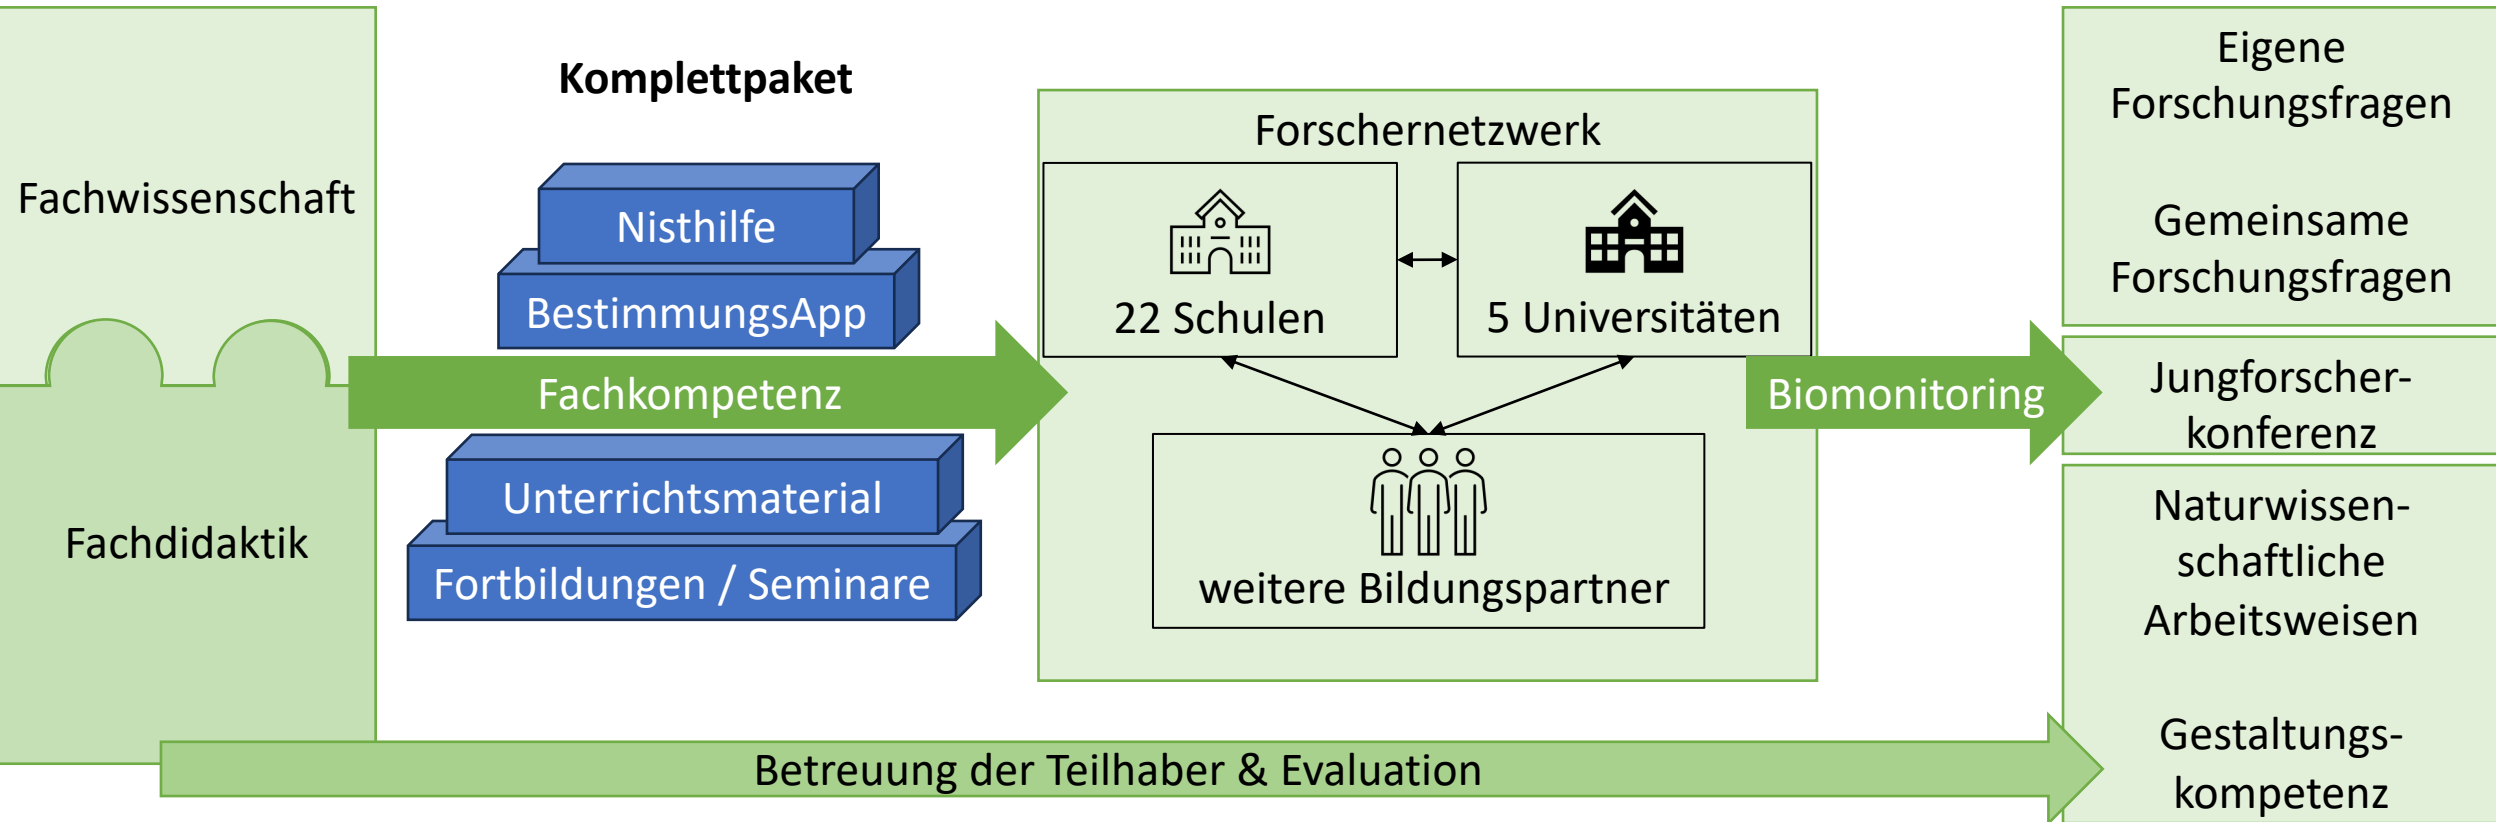 Fachwissenschaft
Fachdidaktik
Komplettpaket
Nisthilfe
BestimmungsApp
Fachkompetenz
Unterrichtsmaterial
Fortbildungen / Seminare
Forschernetzwerk
22 Schulen
5 Universitäten
weitere Bildungspartner
Biomonitoring
Eigene
Forschungsfragen
Gemeinsame
Forschungsfragen
Jungforscher-
konferenz
Naturwissen-
schaftliche
Arbeitsweisen
Gestaltungs-
kompetenz
Betreuung der Teilhaber & Evaluation